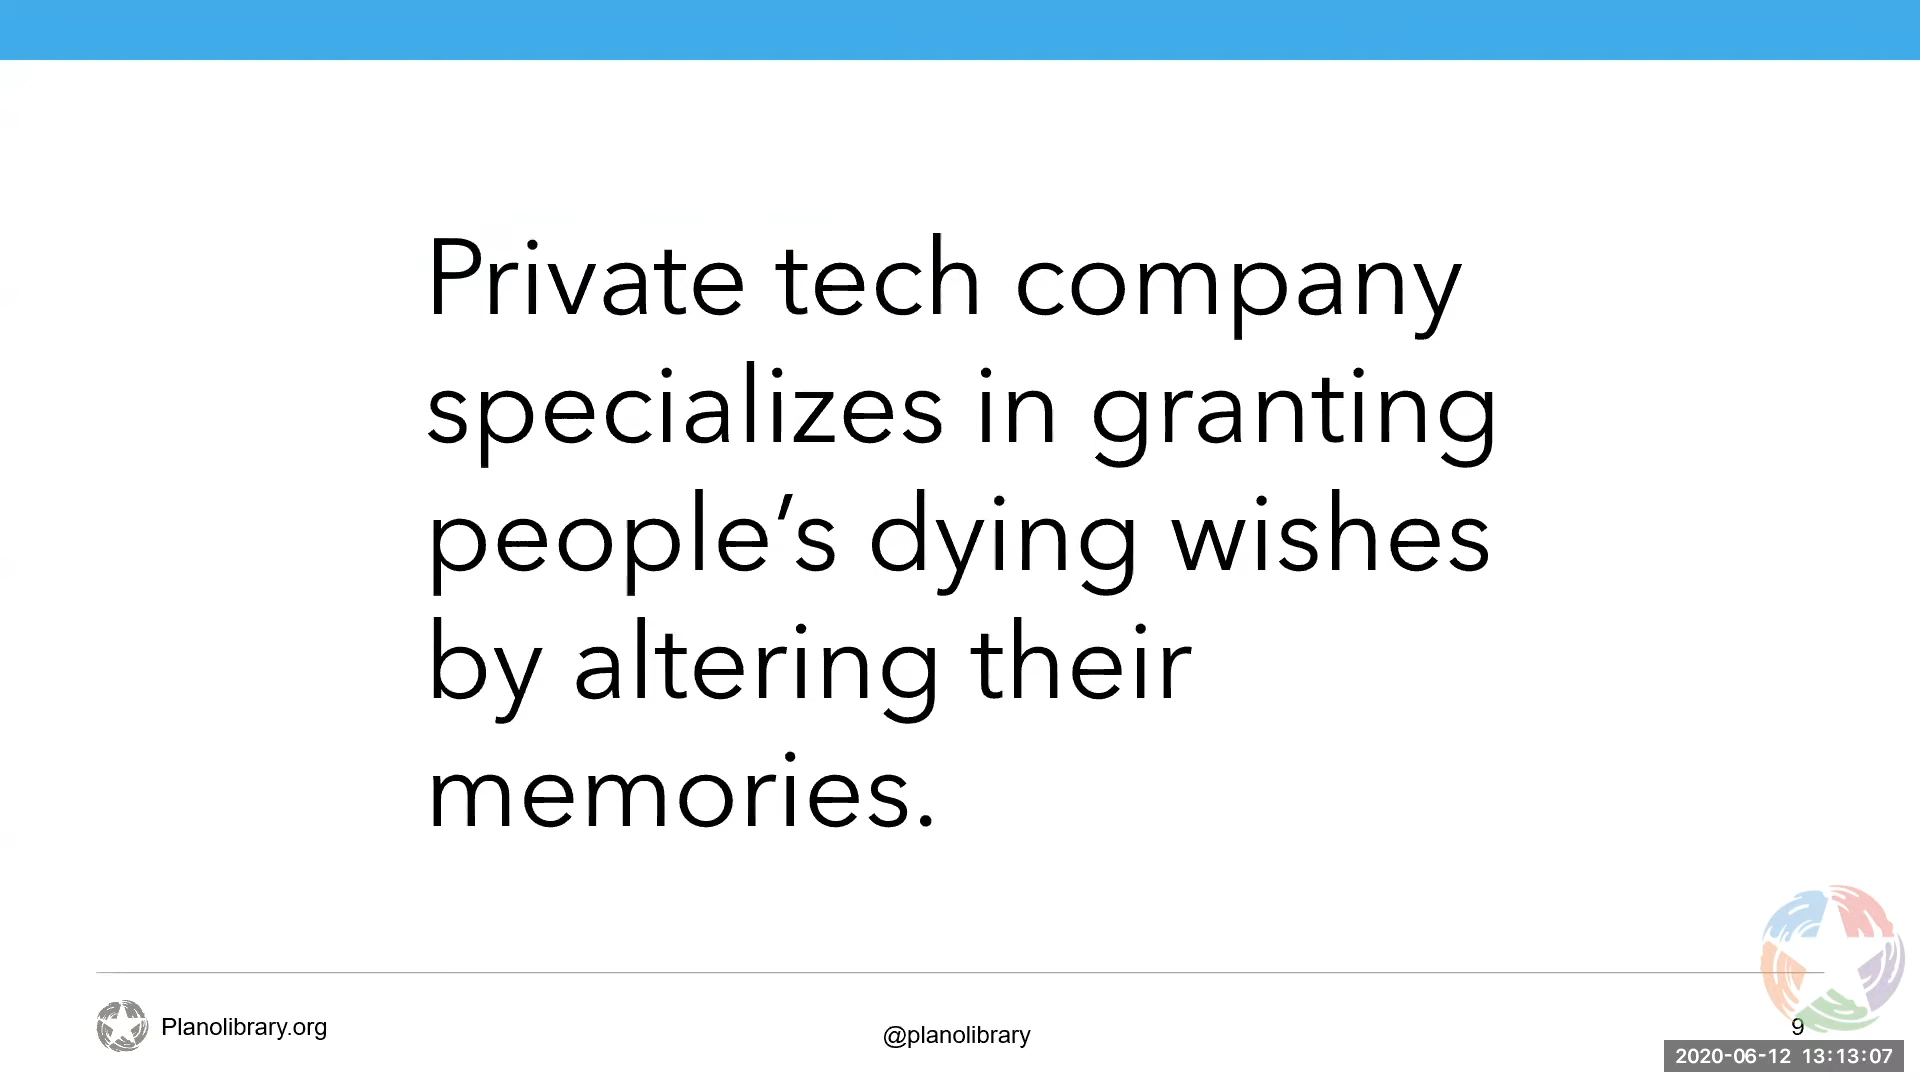 Private tech company
specializes in granting
people’s dying wishes
by altering their
memories.
Planolibrary.org
@planolibrary
9
2020-06-12 13:13:07